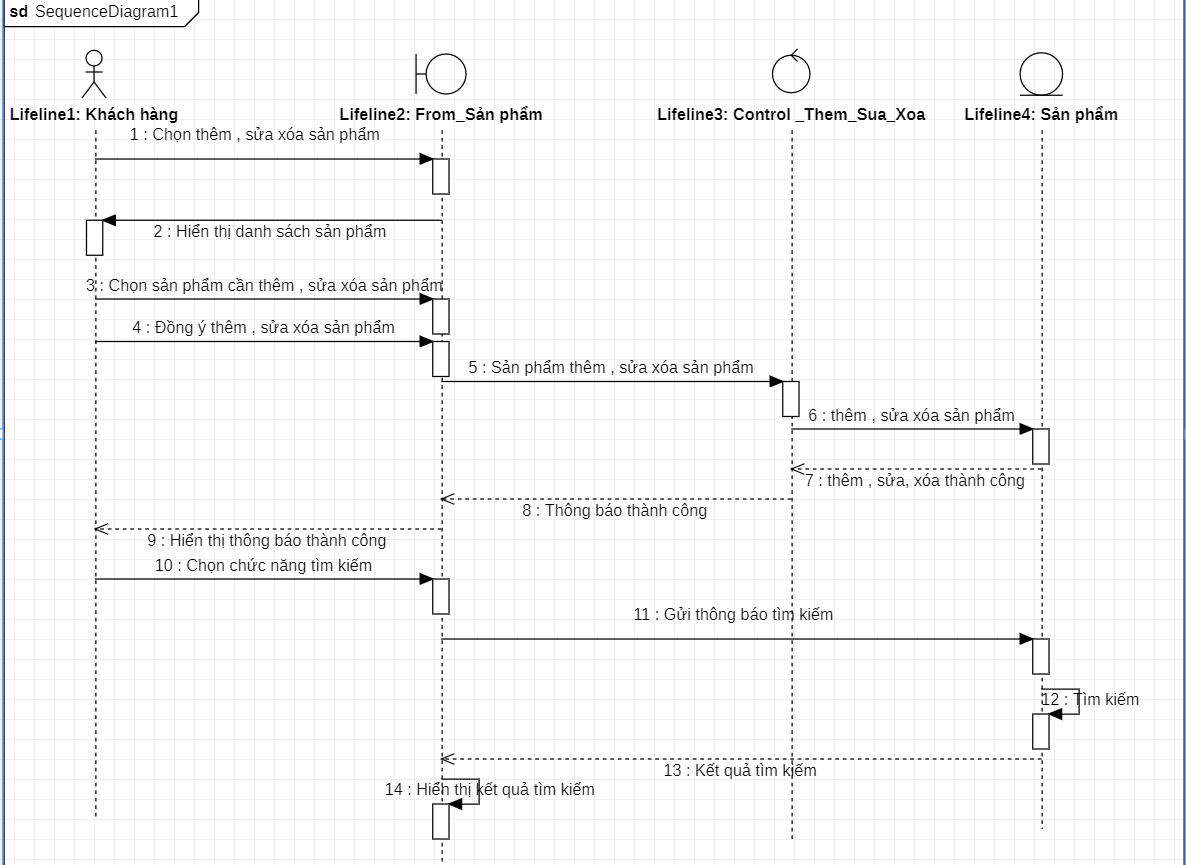 sd SequenceDiagram1
Lifeline1: Khách hàng
Lifeline2: From_Sản phẩm
Lifeline3: Control _Them_Sua_Xoa
Lifeline4: Sản phẩm
1 : Chọn thêm , sửa xóa sản phẩm
2 : Hiển thị danh sách sản phẩm
3 : Chọn sản phẩm cần thêm , sửa xóa sản phẩm
4 : Đồng ý thêm , sửa xóa sản phẩm
5 : Sản phẩm thêm , sửa xóa sản phẩm
6 : thêm , sửa xóa sản phẩm
7 : thêm , sửa, xóa thành công
8 : Thông báo thành công
9 : Hiển thị thông báo thành công
10 : Chọn chức năng tìm kiếm
11 : Gửi thông báo tìm kiếm
12 : Tìm kiếm
13 : Kết quả tìm kiếm
14 : Hiển thị kết quả tìm kiếm